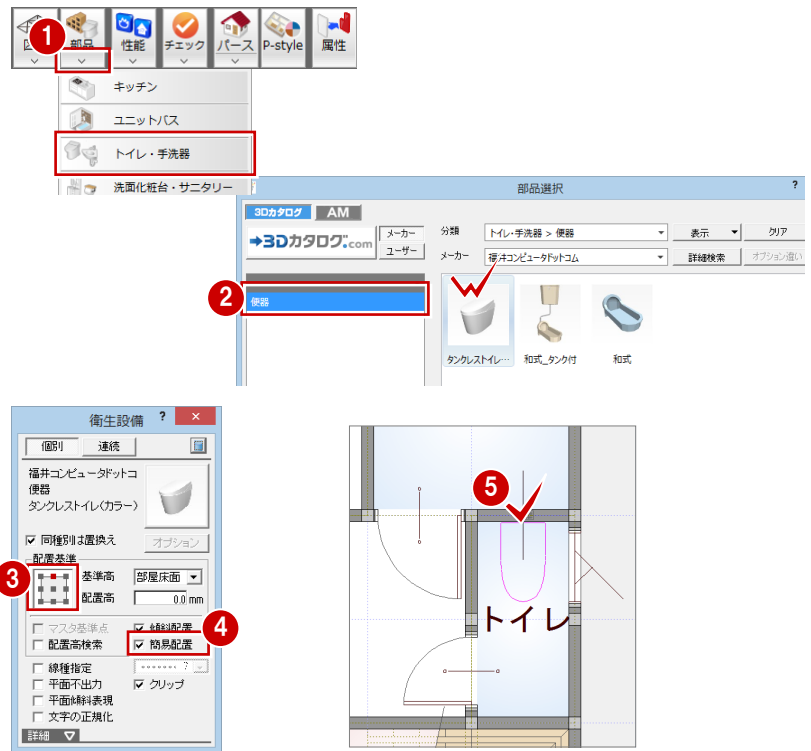 1
部品
性能
チェック
パース
P-style
属性
キッチン
ユニットバス
トイレ・手洗器
洗面化粧台・サニタリー
部品選択
?
3Dカタログ
AM
3Dカタログ.com
メーカー
ユーザー
分類
トイレ・手洗器 > 便器
表示
クリア
メーカー
福井コンピュータドットコム
詳細検索
オプション違い
2
便器
タンクレストイレ…
和式_タンク付
和式
衛生設備
?
×
個別
連続
福井コンピュータドットコ
便器
タンクレストイレ(カラー)
同種別は置換え
オプション
配置基準
3
基準高
部屋床面
配置高
0.0 mm
4
マスタ基準点
傾斜配置
配置高検索
簡易配置
線種指定
?
平面不出力
クリップ
平面傾斜表現
文字の正規化
詳細
5
トイレ